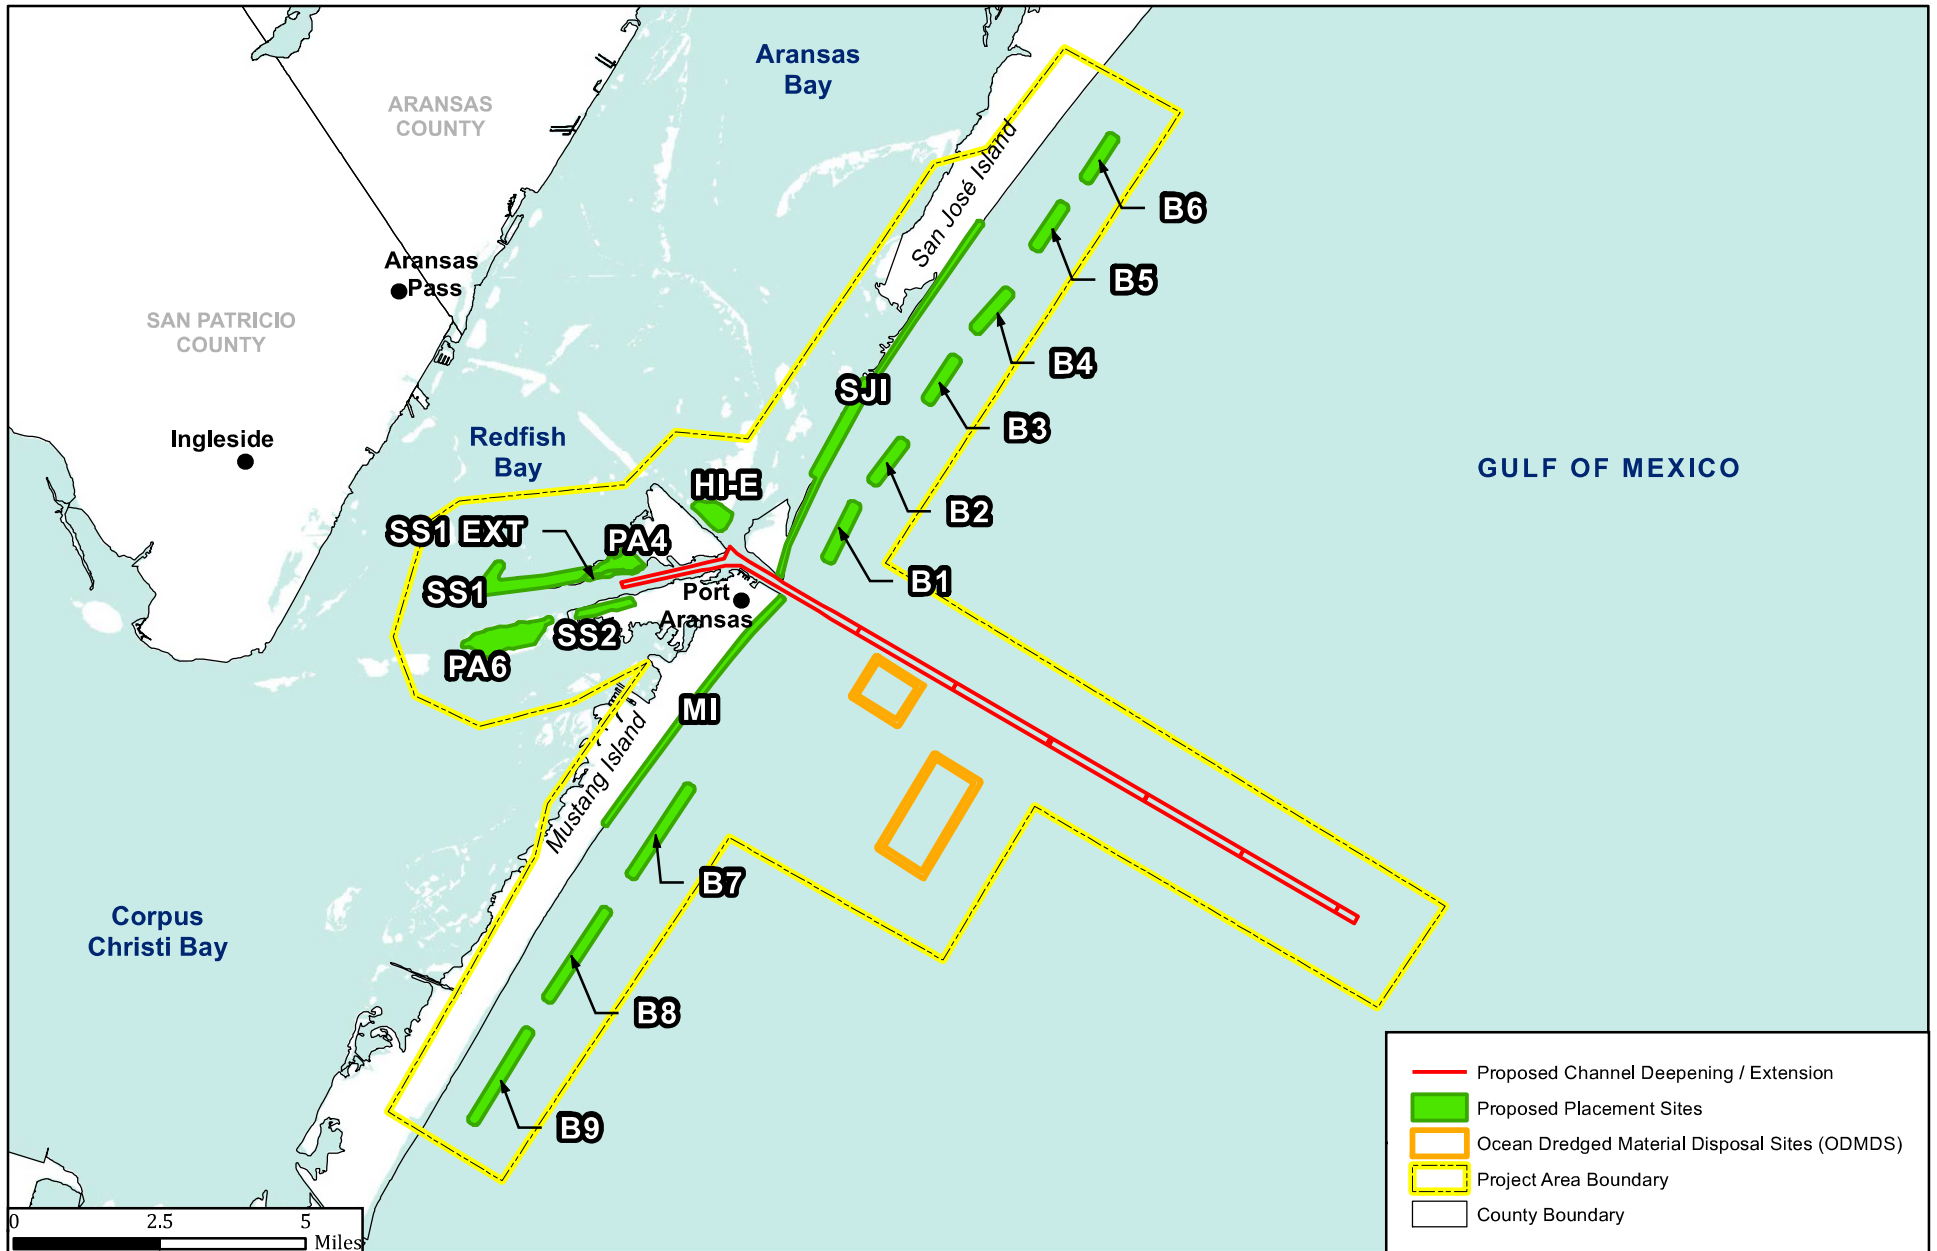 Aransas
Bay
ARANSAS
COUNTY
San José Island
B6
Aransas
Pass
B5
SAN PATRICIO
COUNTY
B4
SJI
B3
Ingleside
Redfish
Bay
GULF OF MEXICO
HI-E
B2
SS1 EXT
PA4
B1
SS1
Port
Aransas
SS2
PA6
MI
Mustang Island
B7
Corpus
Christi Bay
B8
B9
Proposed Channel Deepening / Extension
Proposed Placement Sites
Ocean Dredged Material Disposal Sites (ODMDS)
Project Area Boundary
County Boundary
0 2.5 5
Miles